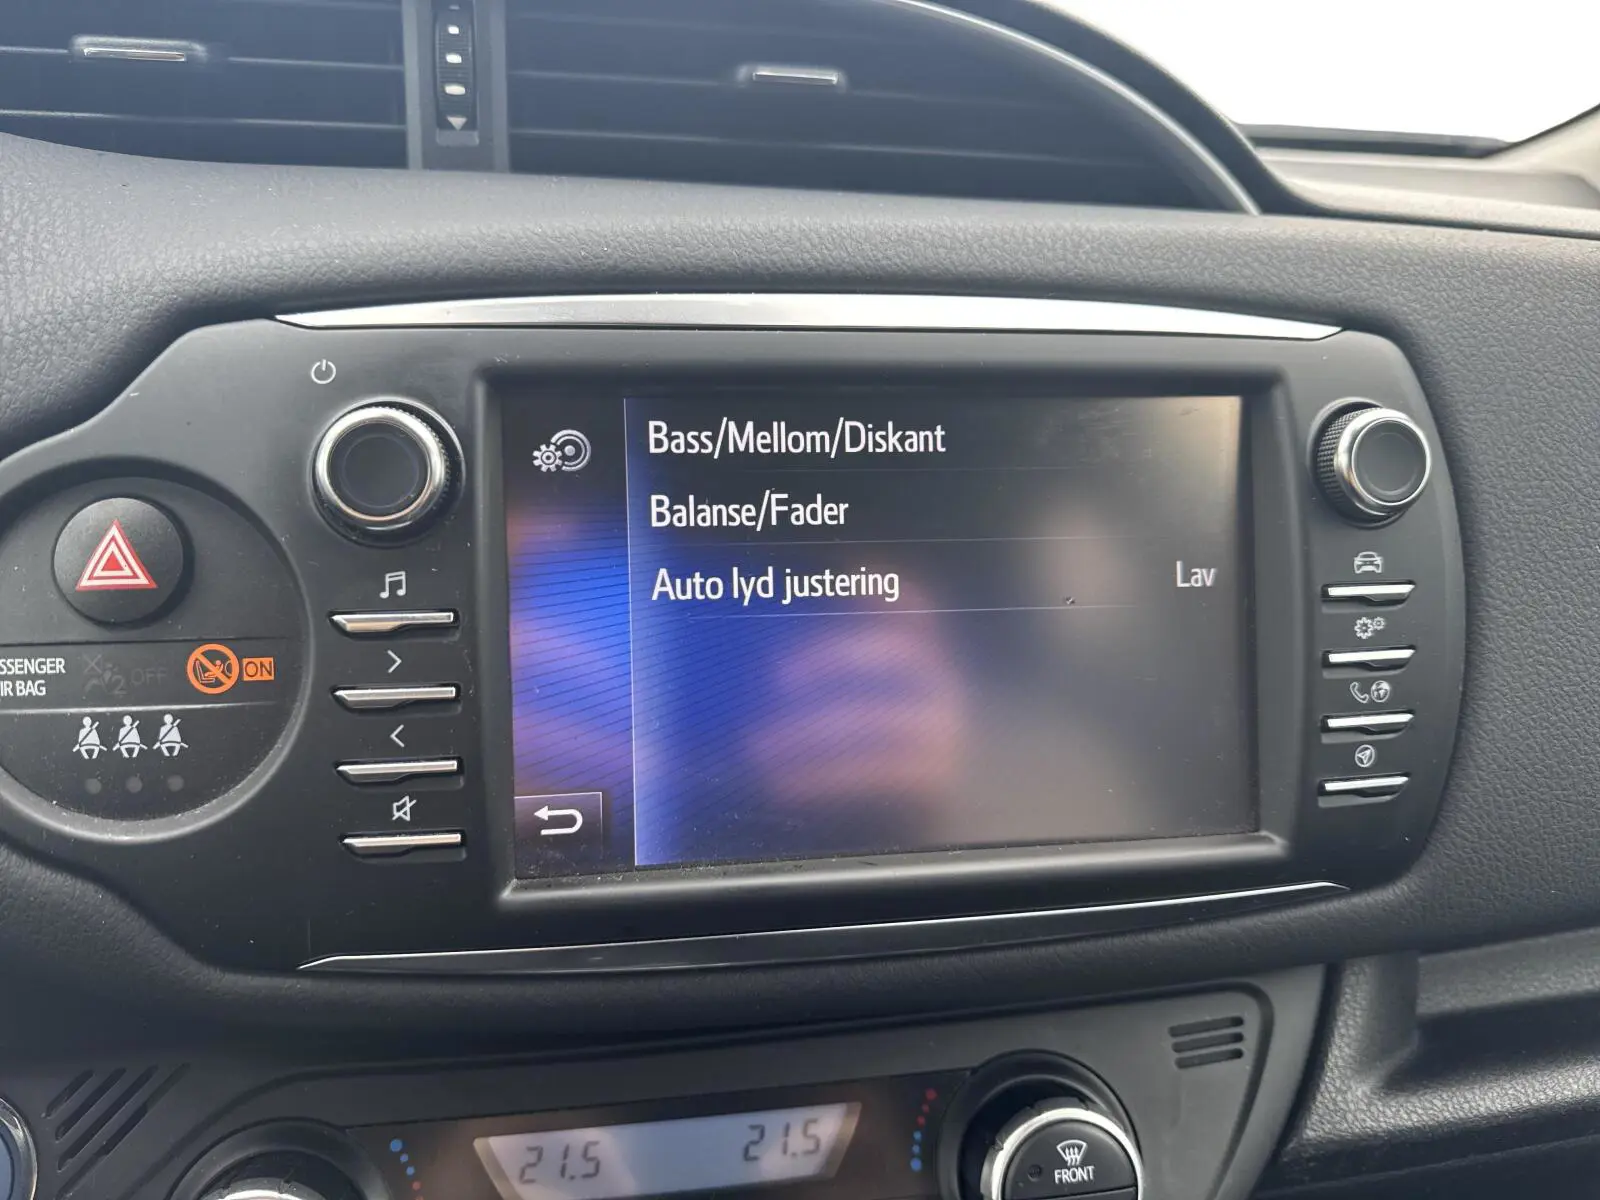 Bass/Mellom/Diskant
Balanse/Fader
Auto lyd justering Lav
SSENGER
IR BAG
2 OFF
ON
21.5 21.5
FRONT